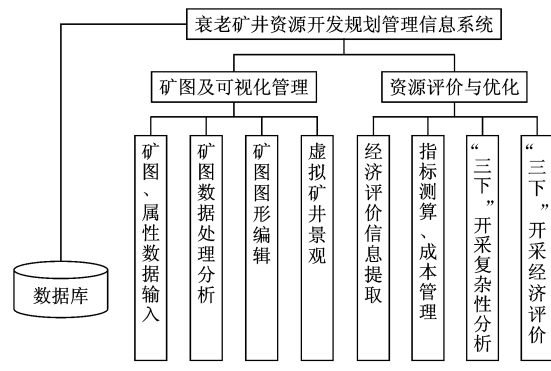 衰老矿井资源开发规划管理信息系统
矿图及可视化管理
资源评价与优化
矿图、属性数据输入
矿图数据处理分析
矿图图形编辑
虚拟矿井景观
经济评价信息提取
指标测算、成本管理
“三下”开采复杂性分析
“三下”开采经济评价
数据库